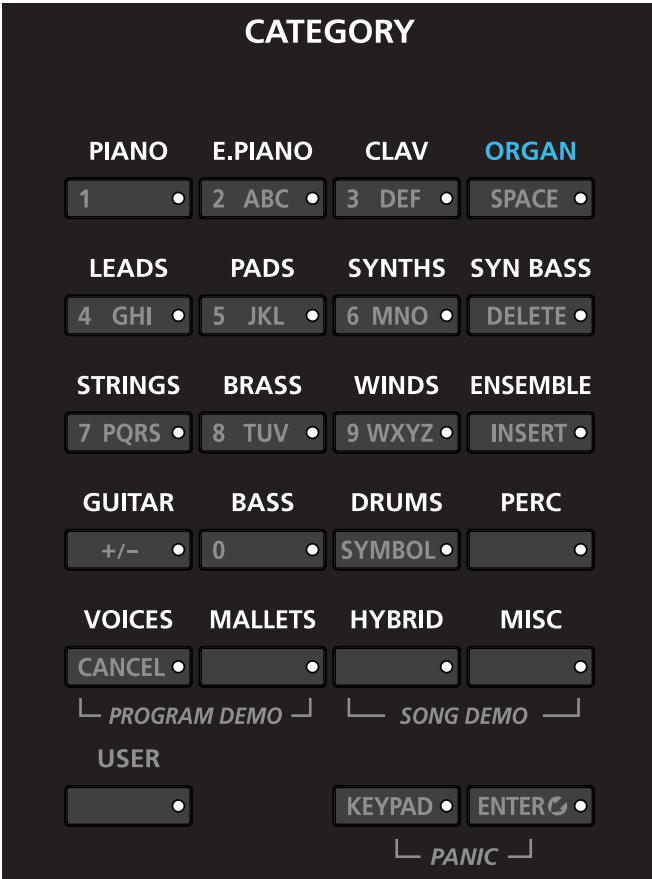 CATEGORY
PIANO E.PIANO CLAV ORGAN
1 2 ABC 3 DEF SPACE
LEADS PADS SYNTHS SYN BASS
4 GHI 5 JKL 6 MNO DELETE
STRINGS BRASS WINDS ENSEMBLE
7 PQRS 8 TUV 9 WXYZ INSERT
GUITAR BASS DRUMS PERC
+/− 0 SYMBOL
VOICES MALLETS HYBRID MISC
CANCEL
PROGRAM DEMO SONG DEMO
USER
KEYPAD ENTER
PANIC